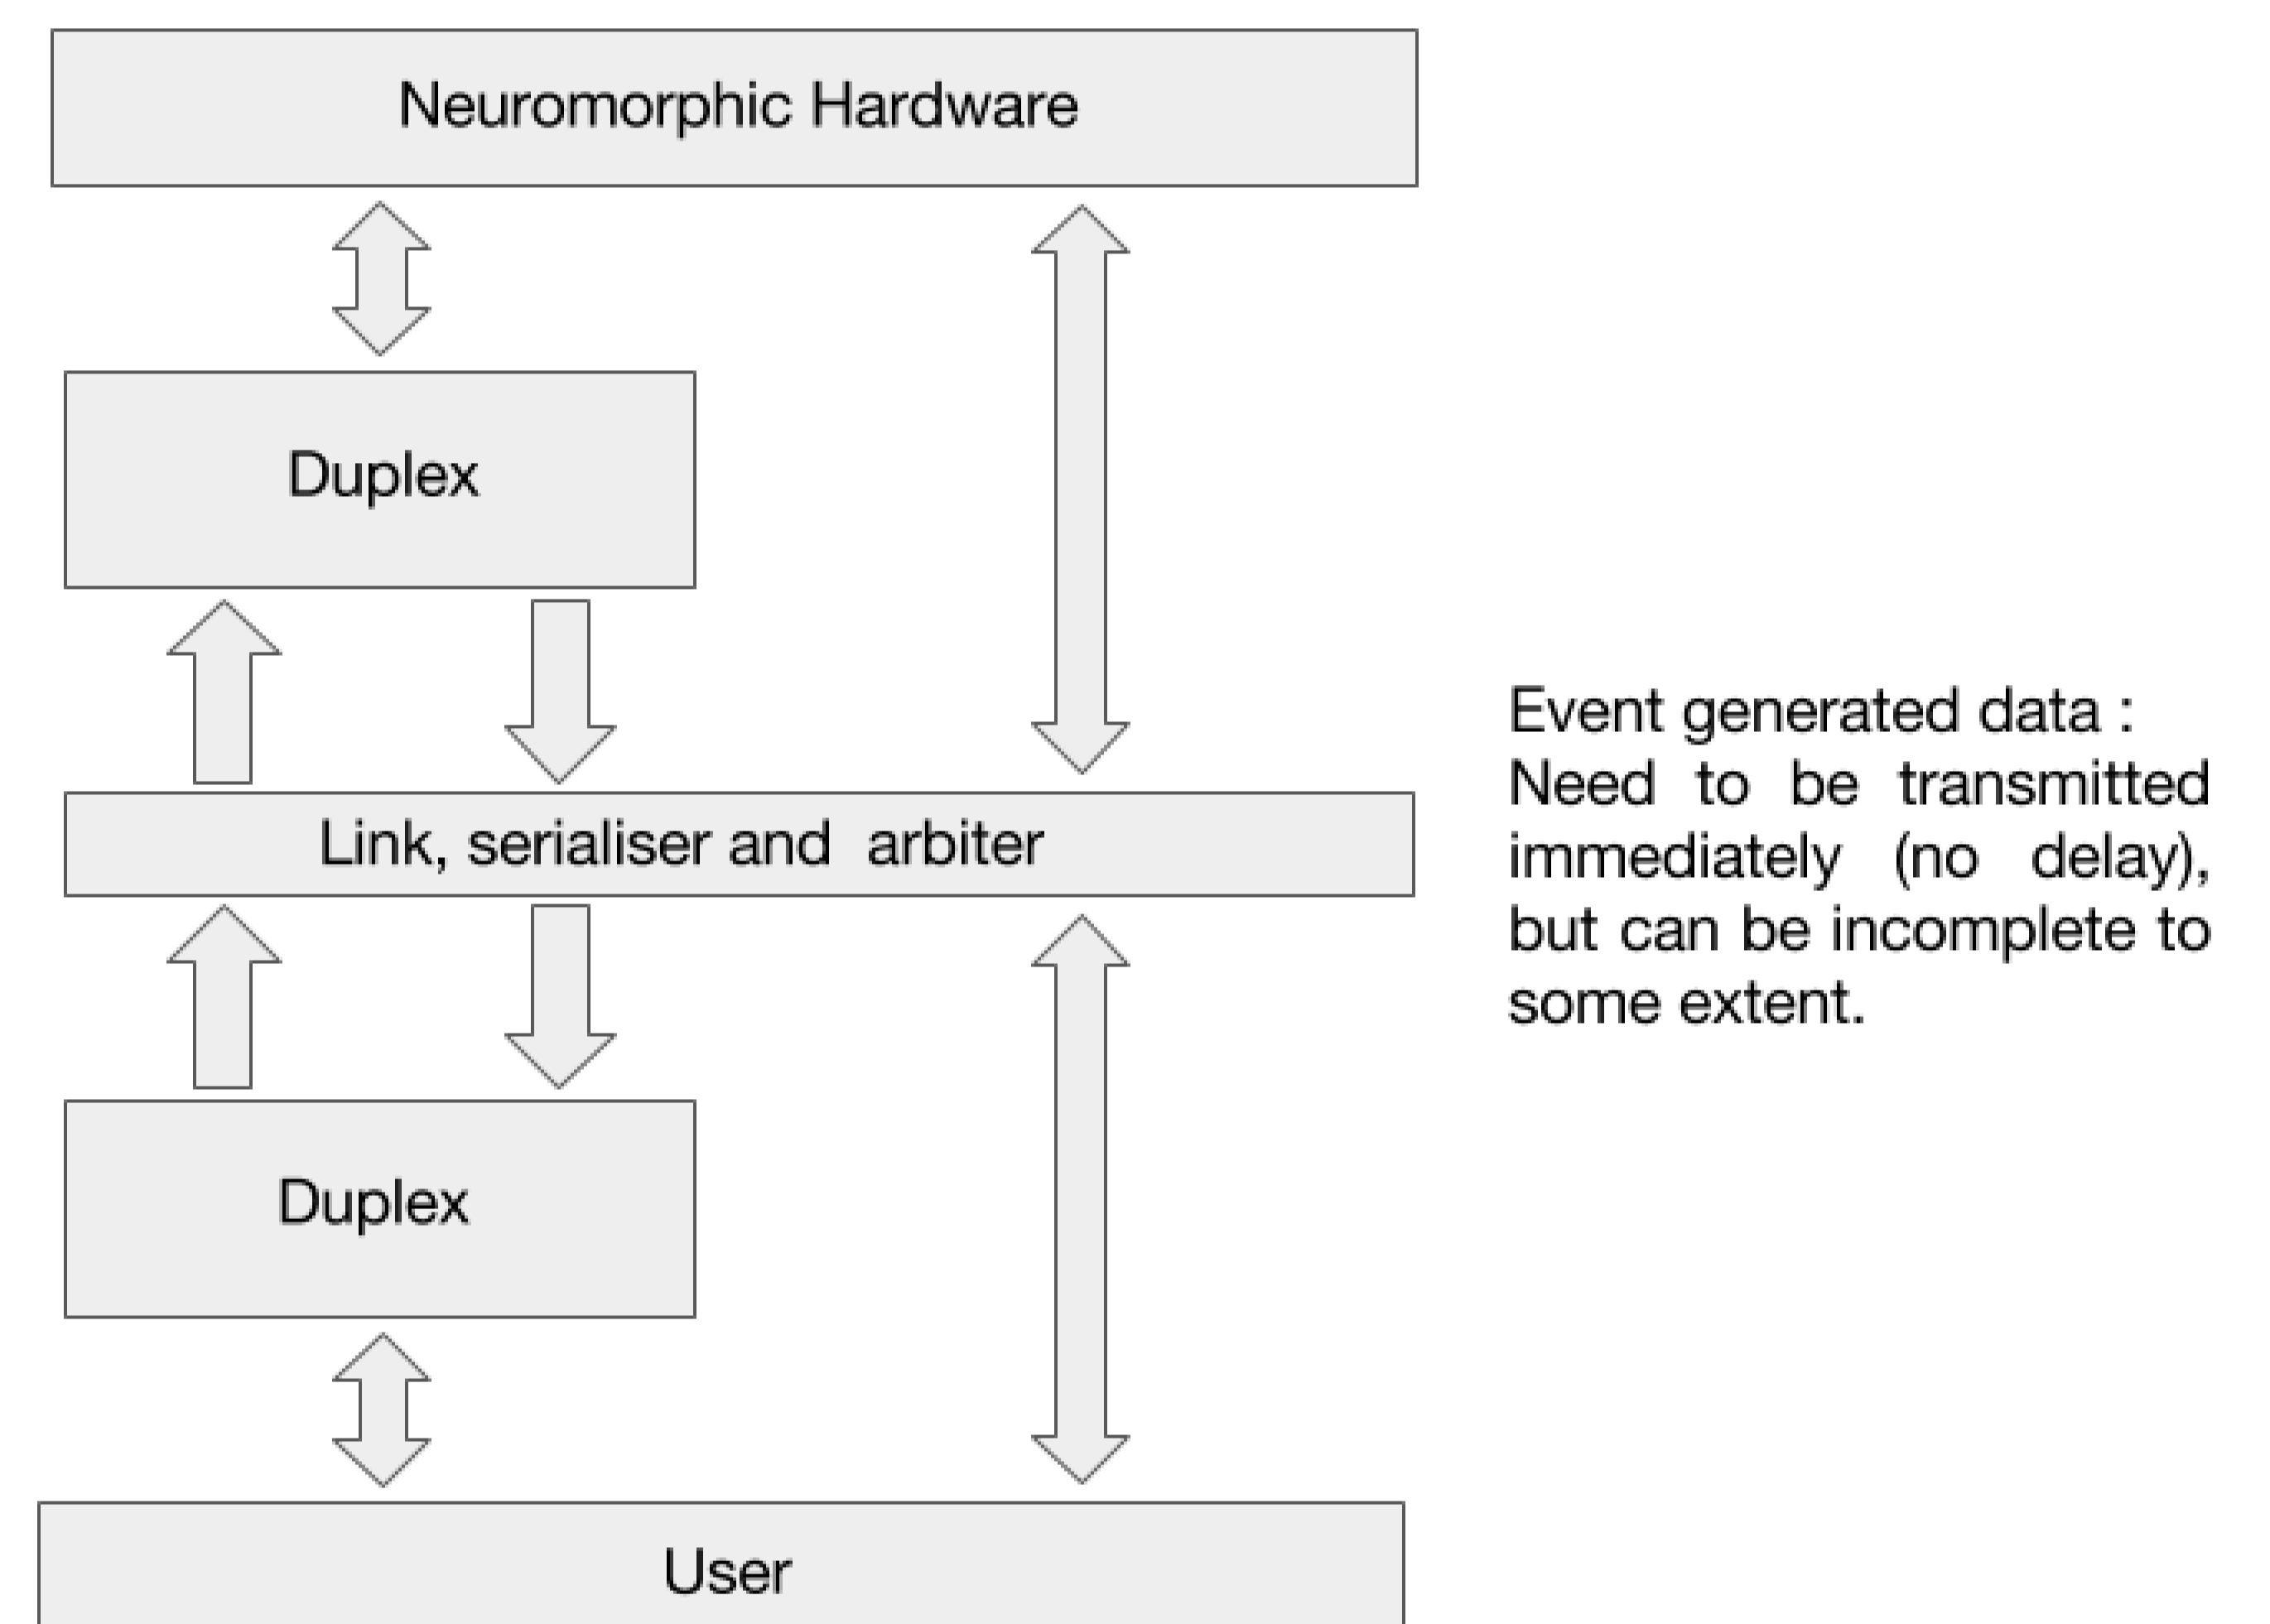 Neuromorphic Hardware
Duplex
Link, serialiser and arbiter
Event generated data :
Need to be transmitted
immediately (no delay),
but can be incomplete to
some extent.
Duplex
User